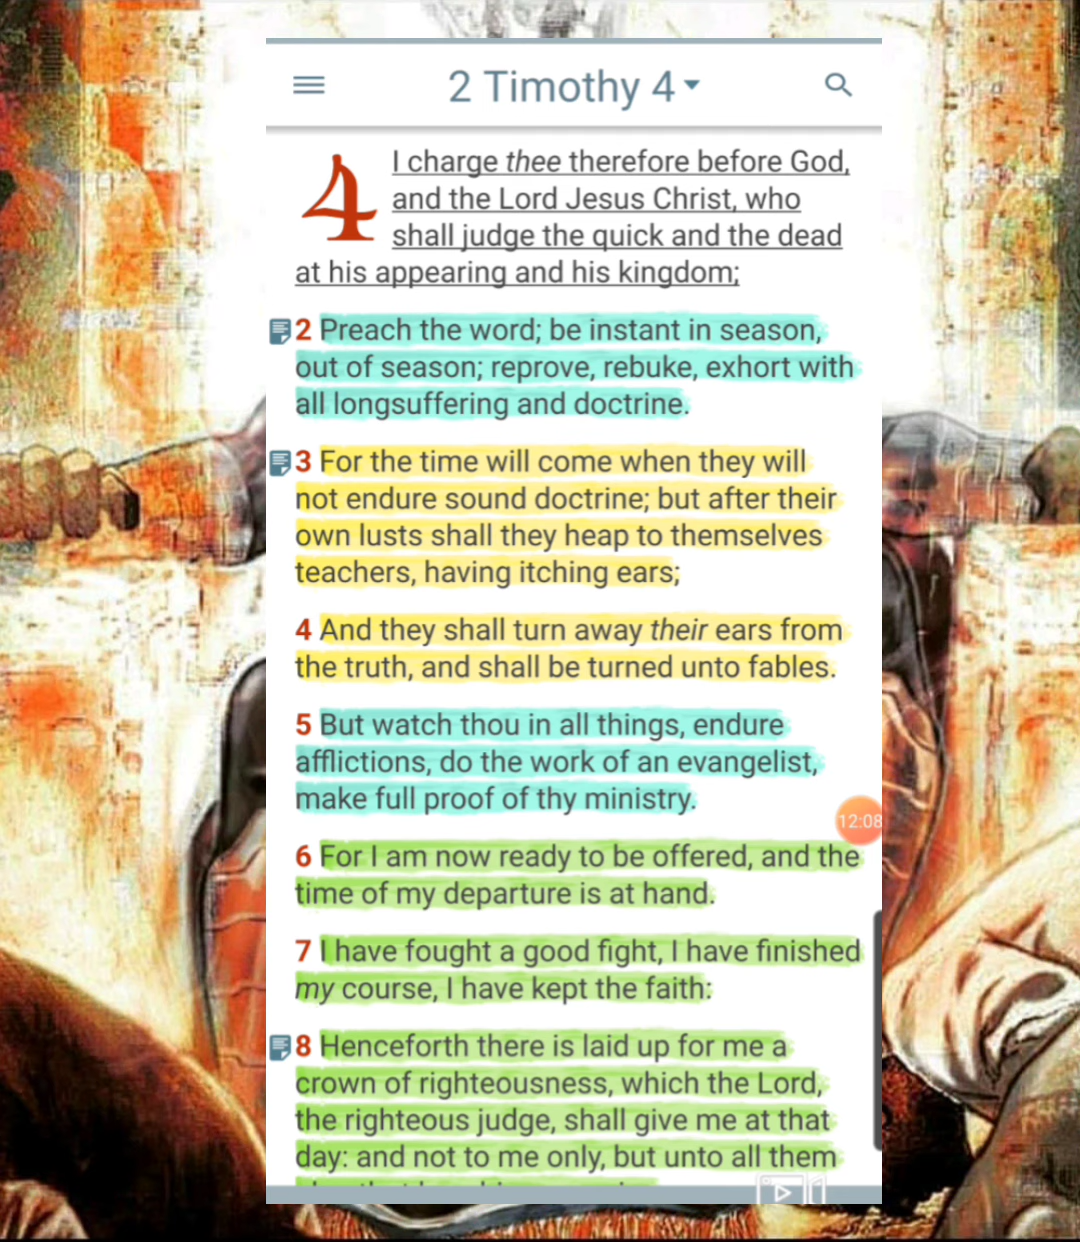 2 Timothy 4
4 I charge thee therefore before God,
and the Lord Jesus Christ, who
shall judge the quick and the dead
at his appearing and his kingdom;
2 Preach the word; be instant in season,
out of season; reprove, rebuke, exhort with
all longsuffering and doctrine.
3 For the time will come when they will
not endure sound doctrine; but after their
own lusts shall they heap to themselves
teachers, having itching ears;
4 And they shall turn away their ears from
the truth, and shall be turned unto fables.
5 But watch thou in all things, endure
afflictions, do the work of an evangelist,
make full proof of thy ministry.
12:08
6 For I am now ready to be offered, and the
time of my departure is at hand.
7 I have fought a good fight, I have finished
my course, I have kept the faith:
8 Henceforth there is laid up for me a
crown of righteousness, which the Lord,
the righteous judge, shall give me at that
day: and not to me only, but unto all them